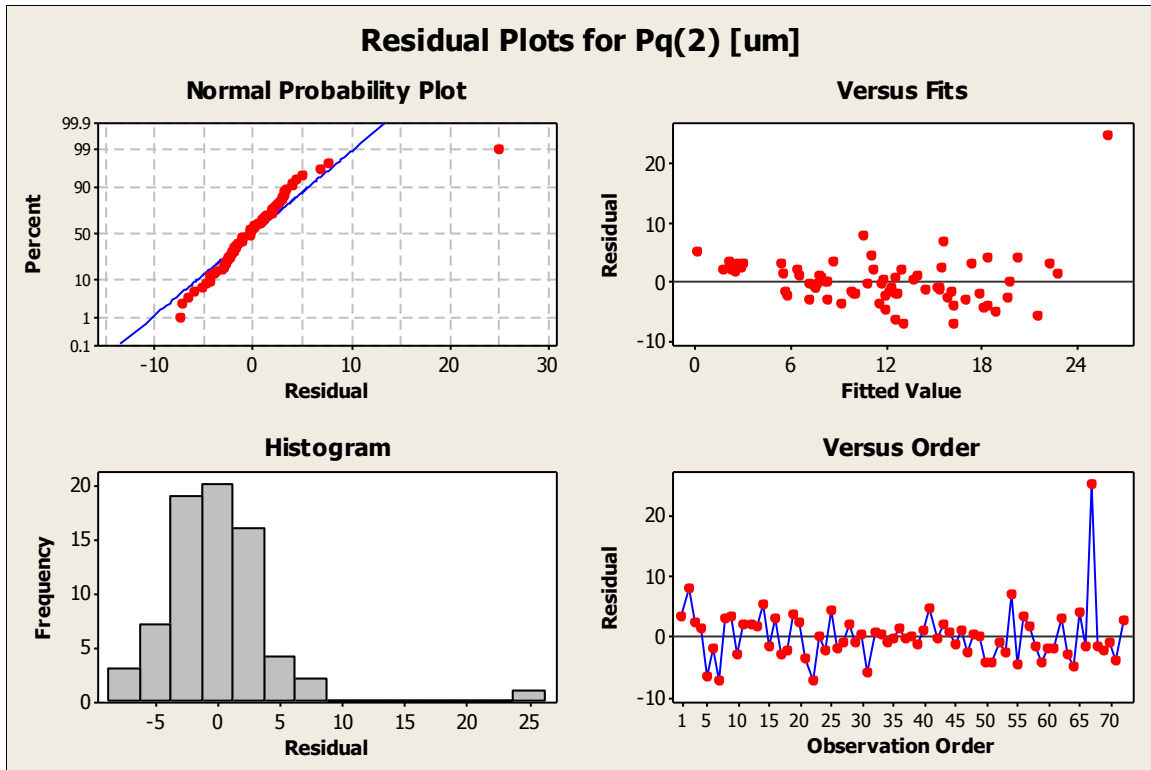 Residual Plots for Pq(2) [um]
Normal Probability Plot
99.9
99
90
50
10
1
0.1
Percent
-10 0 10 20 30
Residual
Versus Fits
20
10
0
-10
Residual
0 6 12 18 24
Fitted Value
Histogram
20
15
10
5
0
Frequency
-5 0 5 10 15 20 25
Residual
Versus Order
20
10
0
-10
Residual
1 5 10 15 20 25 30 35 40 45 50 55 60 65 70
Observation Order